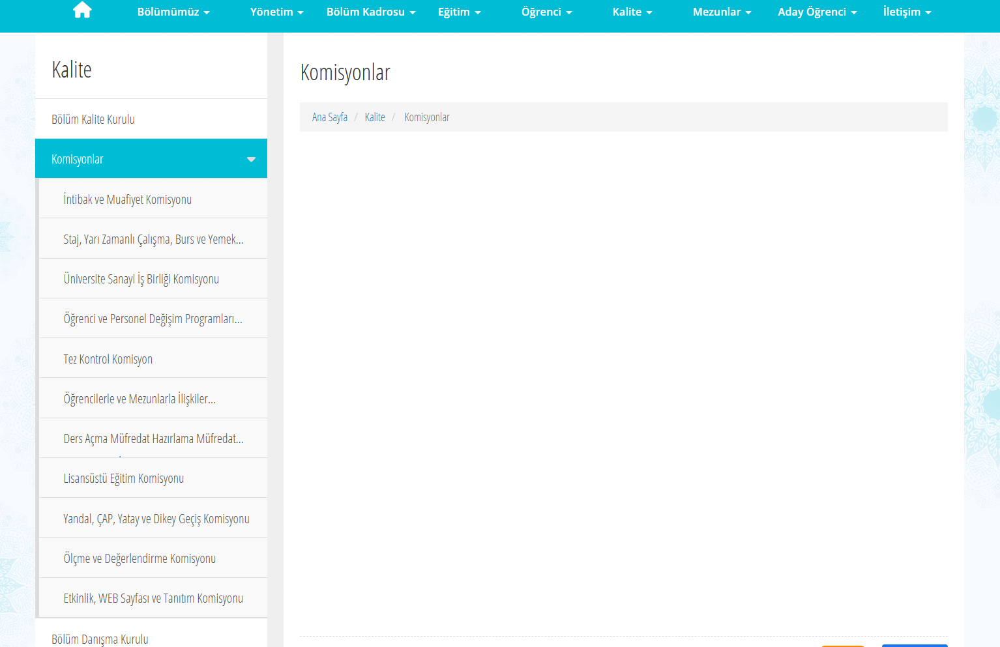 Bölümümüz Yönetim Bölüm Kadrosu Eğitim Öğrenci Kalite Mezunlar Aday Öğrenci İletişim
Kalite
Bölüm Kalite Kurulu
Komisyonlar
İntibak ve Muafiyet Komisyonu
Staj, Yarı Zamanlı Çalışma, Burs ve Yemek...
Üniversite Sanayi İş Birliği Komisyonu
Öğrenci ve Personel Değişim Programları...
Tez Kontrol Komisyon
Öğrencilerle ve Mezunlarla İlişkiler...
Ders Açma Müfredat Hazırlama Müfredat...
Lisansüstü Eğitim Komisyonu
Yandal, ÇAP, Yatay ve Dikey Geçiş Komisyonu
Ölçme ve Değerlendirme Komisyonu
Etkinlik, WEB Sayfası ve Tanıtım Komisyonu
Bölüm Danışma Kurulu
Komisyonlar
Ana Sayfa / Kalite / Komisyonlar